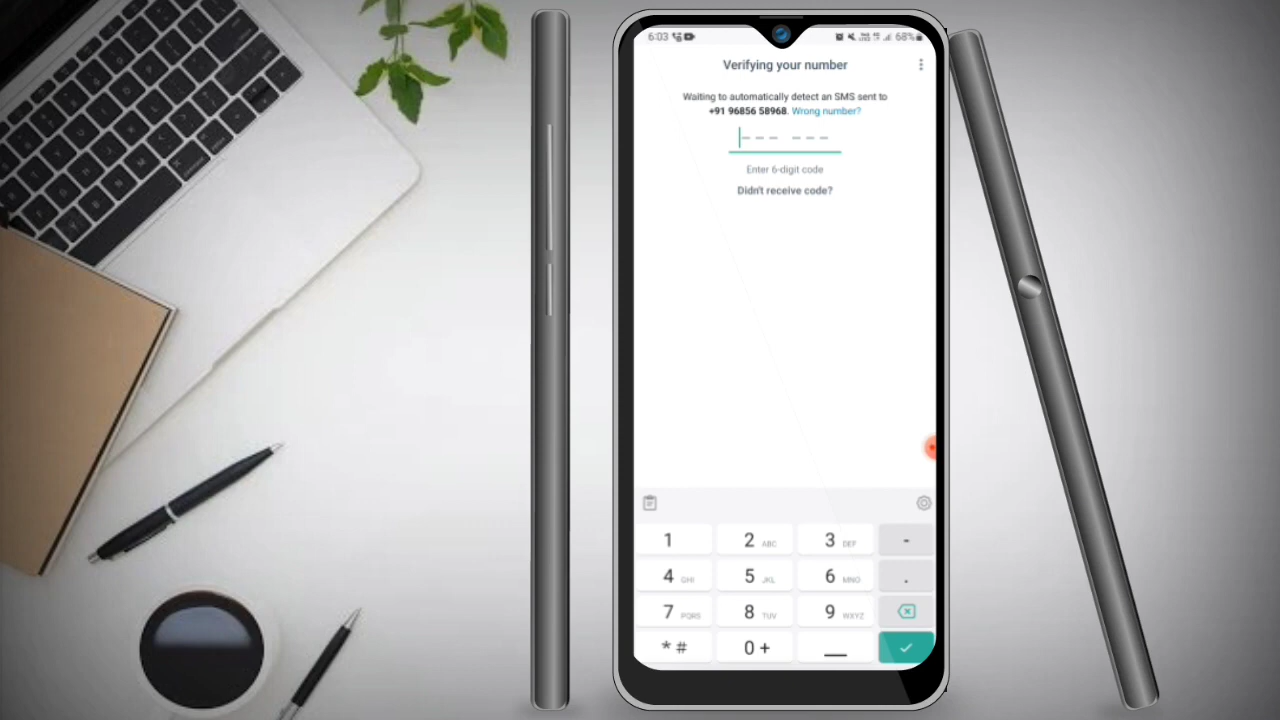 6:03 68%
Verifying your number
Waiting to automatically detect an SMS sent to
+91 96856 58968. Wrong number?
Enter 6-digit code
Didn't receive code?
1 2 ABC 3 DEF -
4 GHI 5 JKL 6 MNO .
7 PQRS 8 TUV 9 WXYZ
* # 0 +